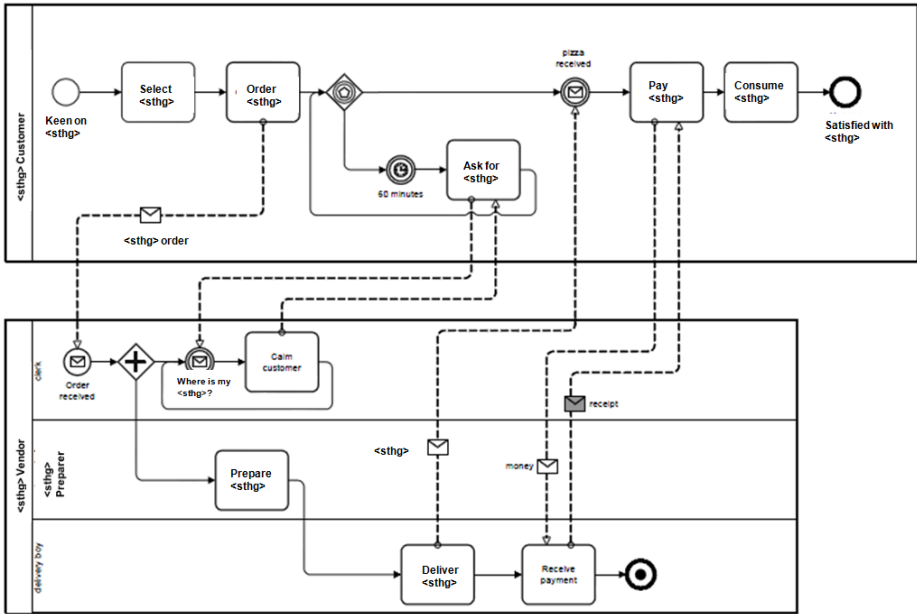 <sthg> Customer
Keen on
<sthg>
Select
<sthg>
Order
<sthg>
pizza
received
Pay
<sthg>
Consume
<sthg>
Satisfied with
<sthg>
60 minutes
Ask for
<sthg>
<sthg> order
<sthg> Vendor
clerk
Order
received
Where is my
<sthg>?
Calm
customer
receipt
<sthg>
Preparer
Prepare
<sthg>
<sthg>
money
delivery boy
Deliver
<sthg>
Receive
payment